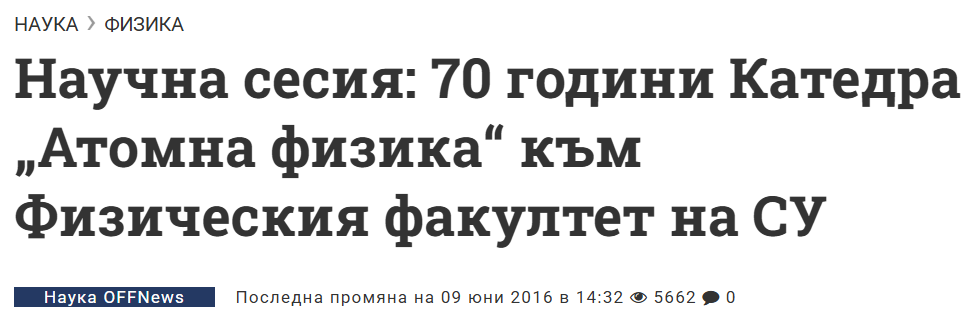 НАУКА > ФИЗИКА
Научна сесия: 70 години Катедра
„Атомна физика“ към
Физическия факултет на СУ
Наука OFFNews Последна промяна на 09 юни 2016 в 14:32 5662 0